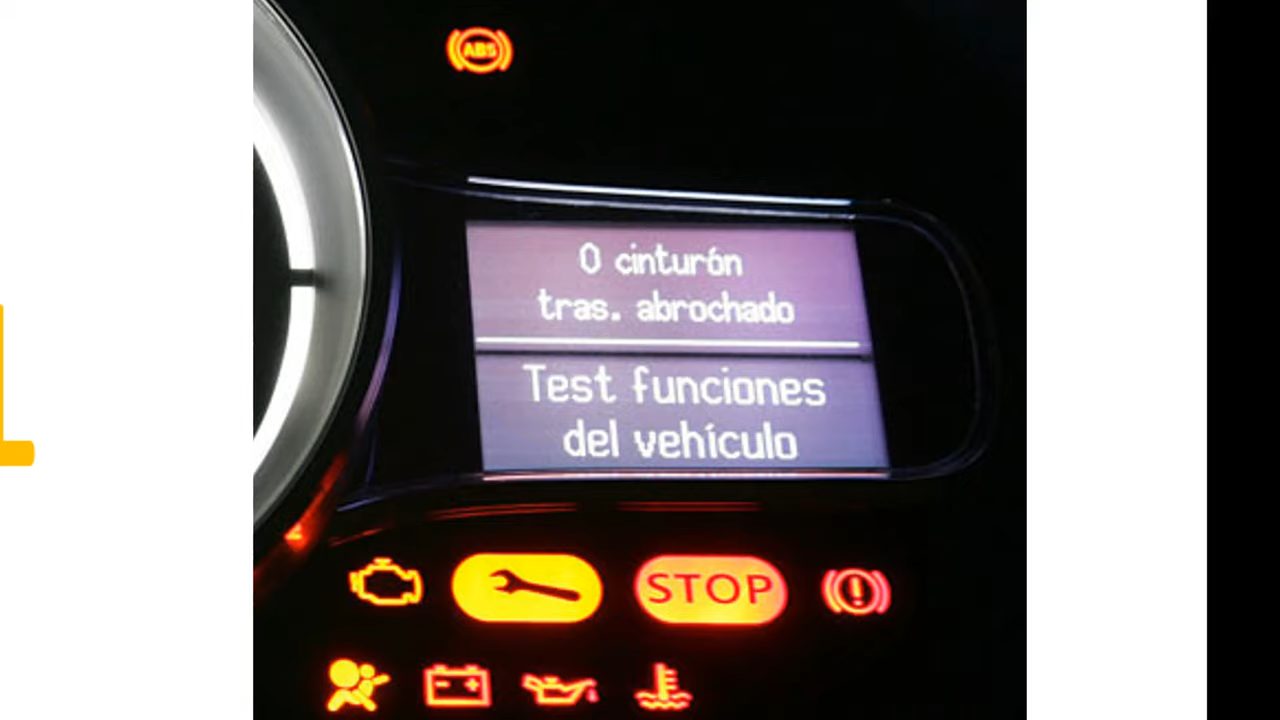 ABS
0 cinturón
tras. abrochado
Test funciones
del vehículo
STOP